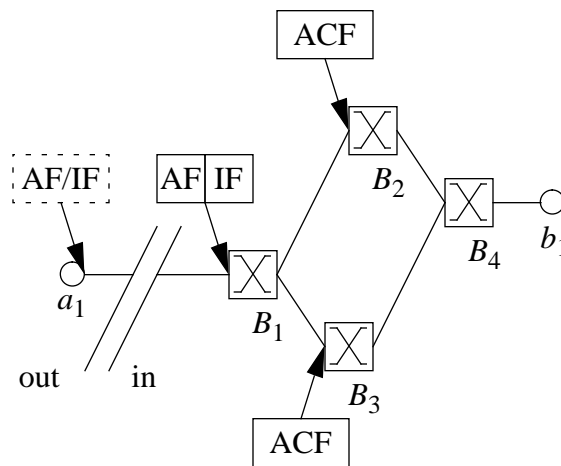 ACF
AF/IF
AF IF
B2
b1
B4
a1
B1
out
in
B3
ACF